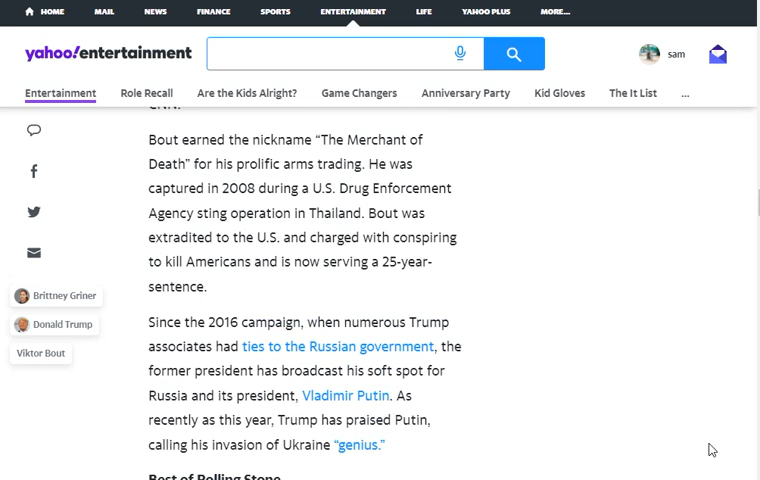 HOME MAIL NEWS FINANCE SPORTS ENTERTAINMENT LIFE YAHOO PLUS MORE...
yahoo!entertainment
sam
Entertainment Role Recall Are the Kids Alright? Game Changers Anniversary Party Kid Gloves The It List ...
CNN.
Bout earned the nickname “The Merchant of
Death” for his prolific arms trading. He was
captured in 2008 during a U.S. Drug Enforcement
Agency sting operation in Thailand. Bout was
extradited to the U.S. and charged with conspiring
to kill Americans and is now serving a 25-year-
sentence.
Brittney Griner
Donald Trump
Viktor Bout
Since the 2016 campaign, when numerous Trump
associates had ties to the Russian government, the
former president has broadcast his soft spot for
Russia and its president, Vladimir Putin. As
recently as this year, Trump has praised Putin,
calling his invasion of Ukraine “genius.”
Best of Rolling Stone